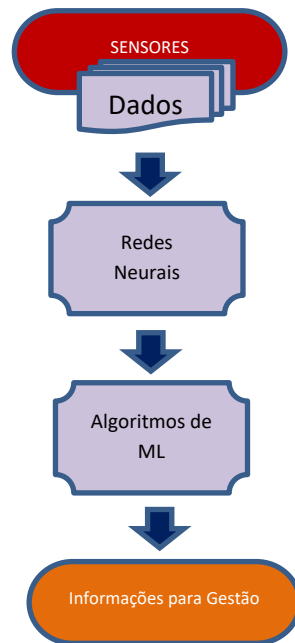 SENSORES
Dados
Redes
Neurais
Algoritmos de
ML
Informações para Gestão